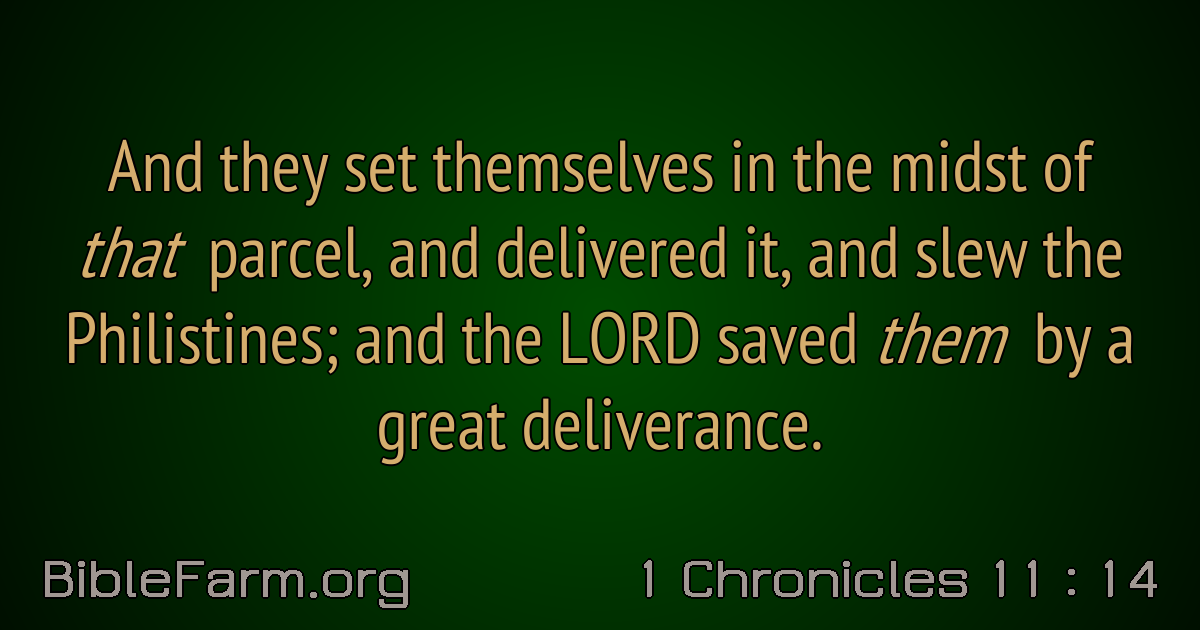 And they set themselves in the midst of
that parcel, and delivered it, and slew the
Philistines; and the LORD saved them by a
great deliverance.
BibleFarm.org
1 Chronicles 11 : 14